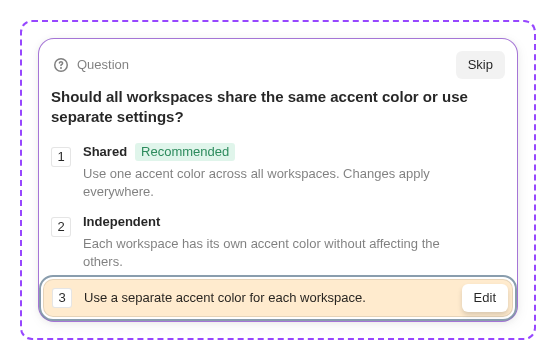 Question
Skip
Should all workspaces share the same accent color or use
separate settings?
1 Shared Recommended
Use one accent color across all workspaces. Changes apply
everywhere.
2 Independent
Each workspace has its own accent color without affecting the
others.
3 Use a separate accent color for each workspace. Edit